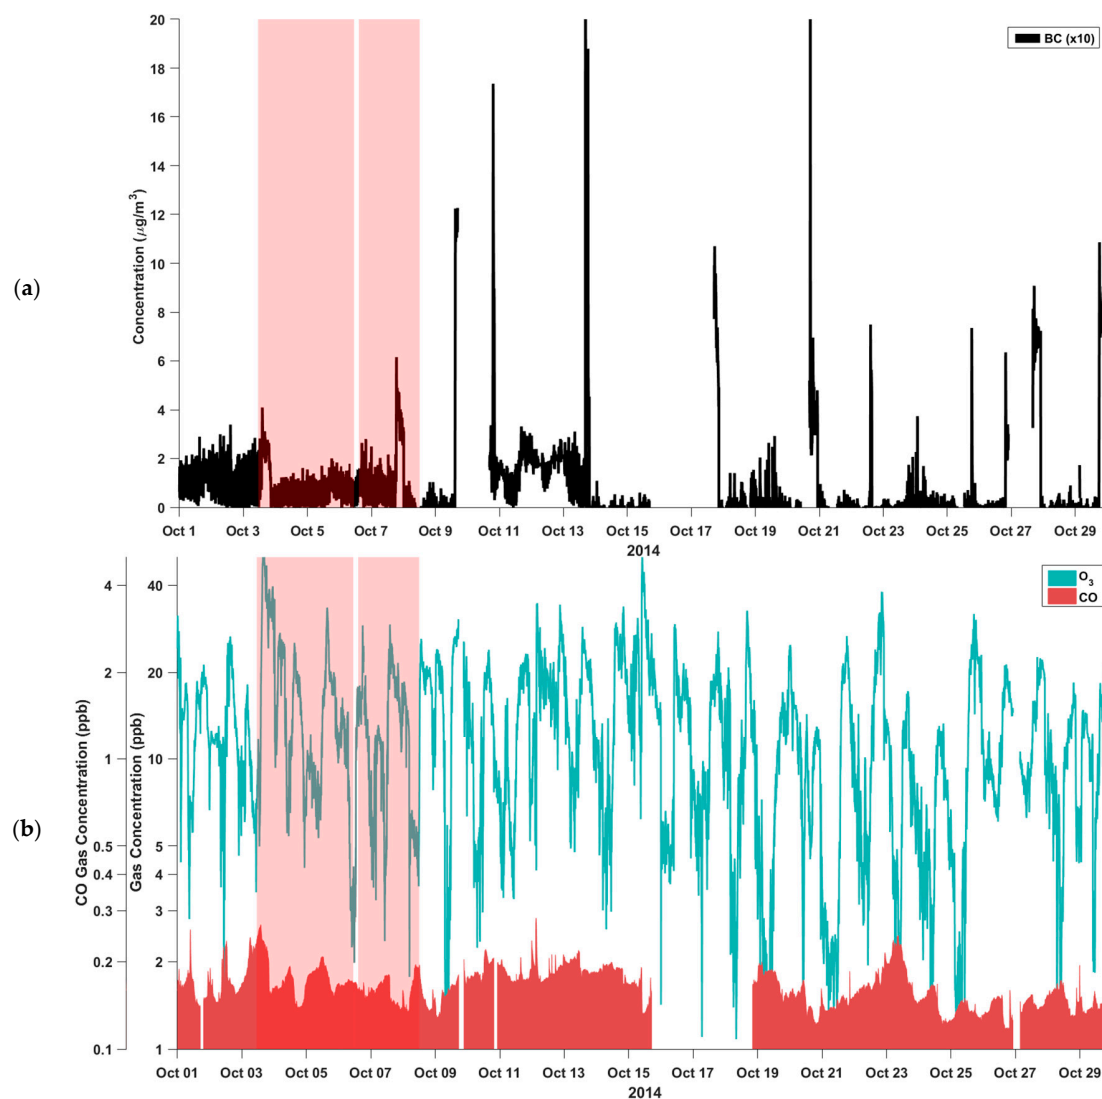 BC (x10)
20
18
16
14
12
10
8
6
4
2
0
Concentration (µg/m³)
(a)
Oct 1 Oct 3 Oct 5 Oct 7 Oct 9 Oct 11 Oct 13 Oct 15 Oct 17 Oct 19 Oct 21 Oct 23 Oct 25 Oct 27 Oct 29
2014
O₃
CO
4
2
1
0.5
0.4
0.3
0.2
0.1
CO Gas Concentration (ppb)
40
20
10
5
4
3
2
1
Gas Concentration (ppb)
(b)
Oct 01 Oct 03 Oct 05 Oct 07 Oct 09 Oct 11 Oct 13 Oct 15 Oct 17 Oct 19 Oct 21 Oct 23 Oct 25 Oct 27 Oct 29
2014